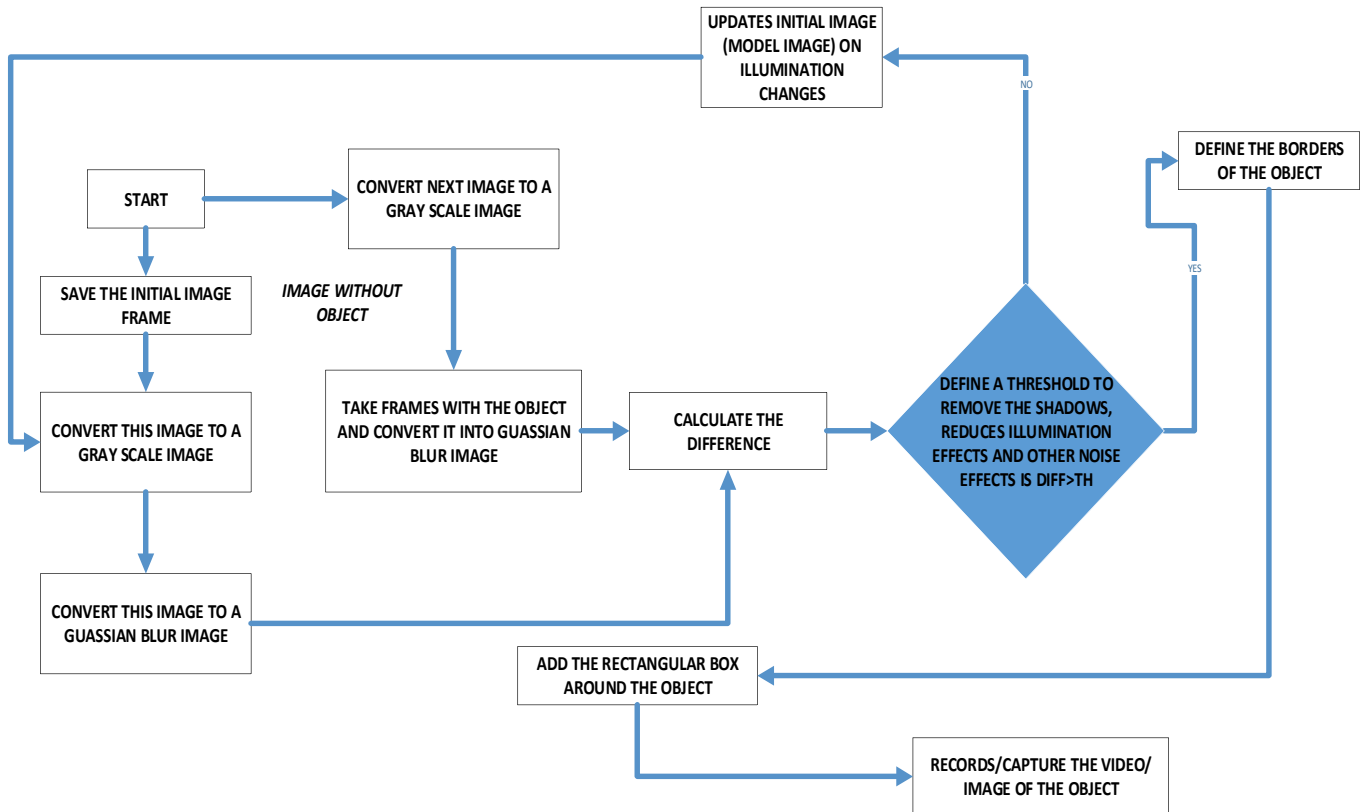 UPDATES INITIAL IMAGE
(MODEL IMAGE) ON
ILLUMINATION
CHANGES
NO
DEFINE THE BORDERS
OF THE OBJECT
START
CONVERT NEXT IMAGE TO A
GRAY SCALE IMAGE
YES
SAVE THE INITIAL IMAGE
FRAME
IMAGE WITHOUT
OBJECT
CONVERT THIS IMAGE TO A
GRAY SCALE IMAGE
TAKE FRAMES WITH THE OBJECT
AND CONVERT IT INTO GUASSIAN
BLUR IMAGE
CALCULATE THE
DIFFERENCE
DEFINE A THRESHOLD TO
REMOVE THE SHADOWS,
REDUCES ILLUMINATION
EFFECTS AND OTHER NOISE
EFFECTS IS DIFF>TH
CONVERT THIS IMAGE TO A
GUASSIAN BLUR IMAGE
ADD THE RECTANGULAR BOX
AROUND THE OBJECT
RECORDS/CAPTURE THE VIDEO/
IMAGE OF THE OBJECT